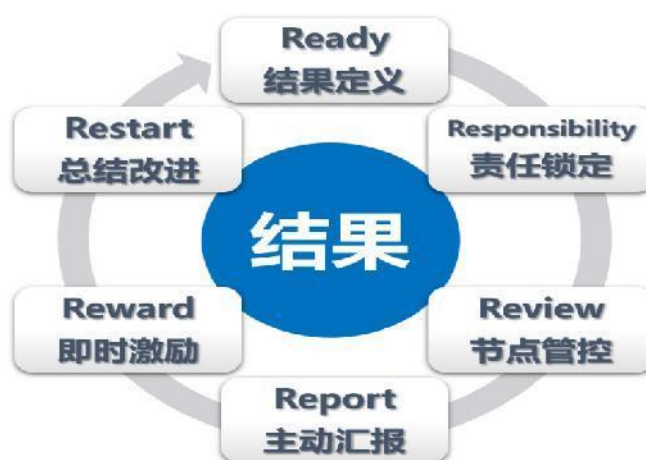 Ready
结果定义
Responsibility
责任锁定
Review
节点管控
Report
主动汇报
Reward
即时激励
Restart
总结改进
结果